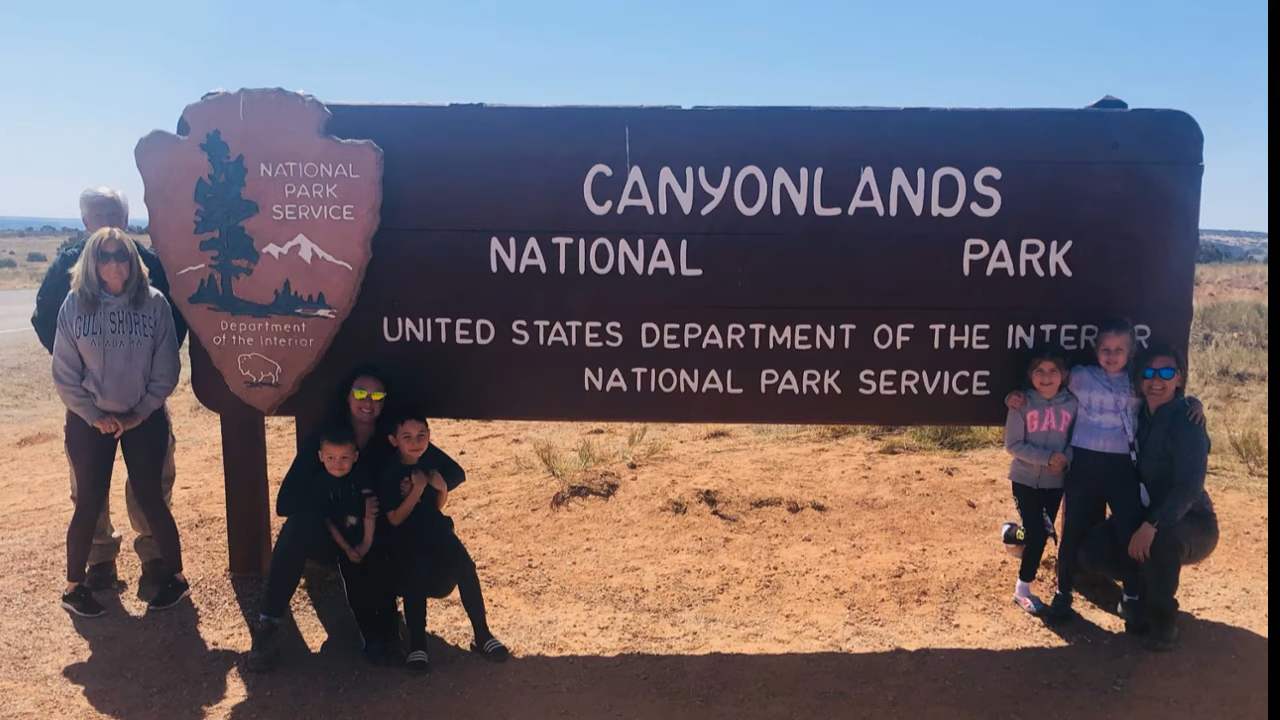 NATIONAL
PARK
SERVICE
Department
of the Interior
CANYONLANDS
NATIONAL PARK
UNITED STATES DEPARTMENT OF THE INTERIOR
NATIONAL PARK SERVICE
GULF SHORES
ALABAMA
GAP